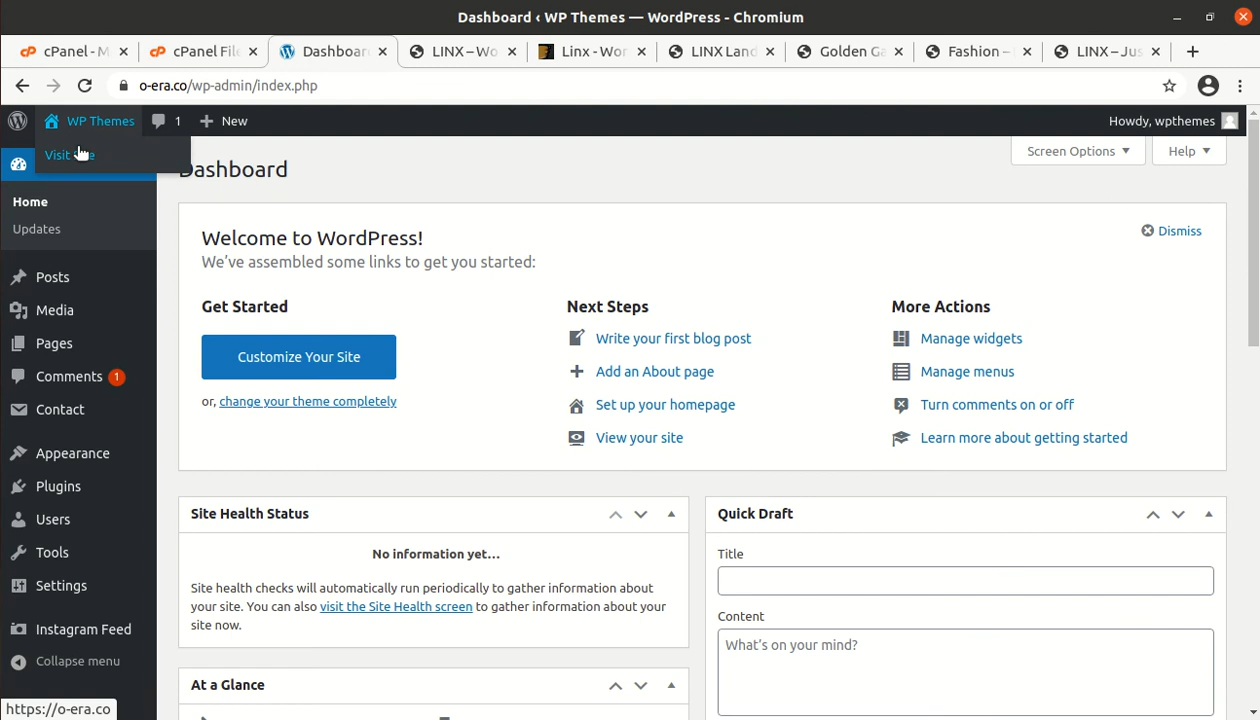 Dashboard ‹ WP Themes — WordPress - Chromium
cPanel - M
cPanel File
Dashboar
LINX – Wo
Linx - Wor
LINX Land
Golden Ga
Fashion –
LINX – Jus
o-era.co/wp-admin/index.php
WP Themes
1
New
Howdy, wpthemes
Visit
Dashboard
Screen Options
Help
Home
Updates
Posts
Media
Pages
Comments 1
Contact
Appearance
Plugins
Users
Tools
Settings
Instagram Feed
Collapse menu
Welcome to WordPress!
Dismiss
We've assembled some links to get you started:
Get Started
Customize Your Site
or, change your theme completely
Next Steps
Write your first blog post
Add an About page
Set up your homepage
View your site
More Actions
Manage widgets
Manage menus
Turn comments on or off
Learn more about getting started
Site Health Status
No information yet…
Site health checks will automatically run periodically to gather information about
your site. You can also visit the Site Health screen to gather information about your
site now.
At a Glance
Quick Draft
Title
Content
What's on your mind?
https://o-era.co